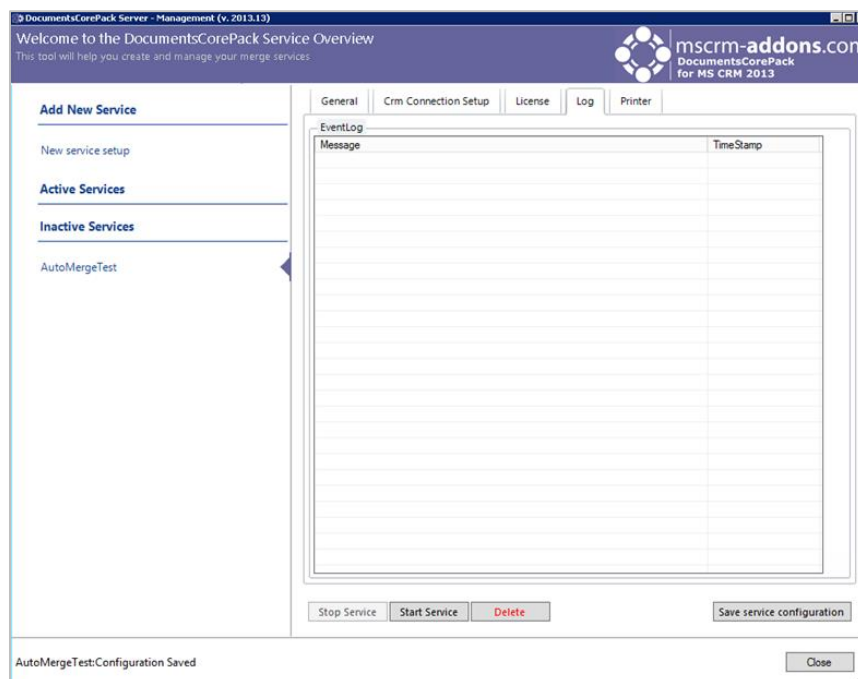 DocumentsCorePack Server - Management (v. 2013.13)
Welcome to the DocumentsCorePack Service Overview
This tool will help you create and manage your merge services
mscrm-addons.com
DocumentsCorePack
for MS CRM 2013
Add New Service
New service setup
Active Services
Inactive Services
AutoMergeTest
General Crm Connection Setup License Log Printer
EventLog
Message TimeStamp
Stop Service Start Service Delete Save service configuration
AutoMergeTest:Configuration Saved Close